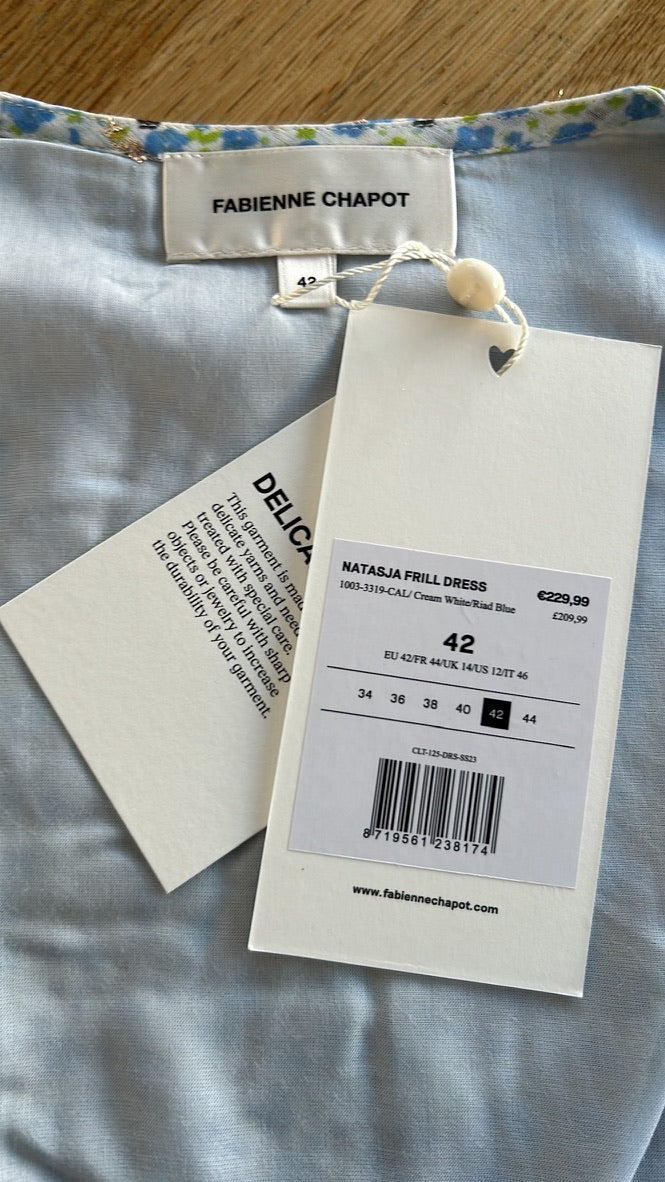 FABIENNE CHAPOT
42
DELICA
This garment is mad
delicate yarns and nee
treated with special care.
Please be careful with sharp
objects or jewelry to increase
the durability of your garment.
NATASJA FRILL DRESS
€229,99
1003-3319-CAL/ Cream White/Riad Blue
£209,99
42
EU 42/FR 44/UK 14/US 12/IT 46
34 36 38 40 42 44
CLT-125-DRS-SS23
8 719561 238174
www.fabiennechapot.com